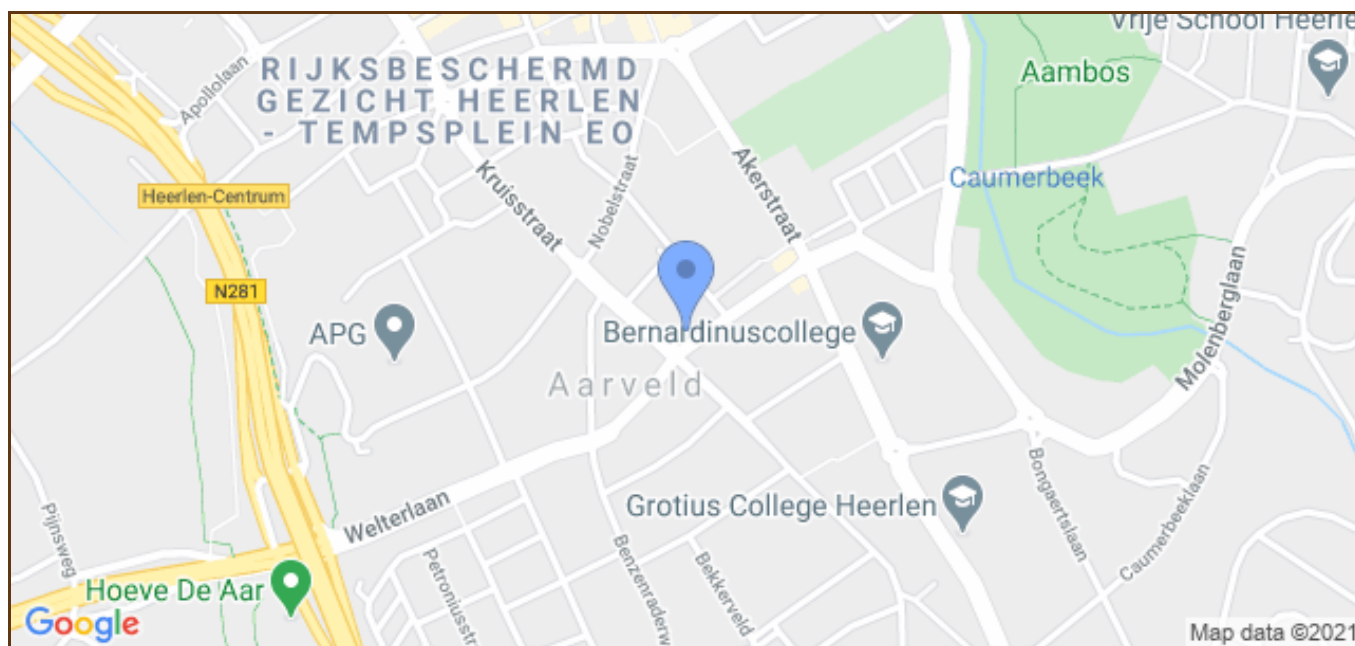 Vrije School Heerle
RIJKSBESCHERMD
GEZICHT HEERLEN
- TEMPSPLEIN EO
Apollolaan
Aambos
Akerstraat
Kruisstraat
Nobelstraat
Caumerbeek
Heerlen-Centrum
N281
APG
Bernardinuscollege
Aarveld
Molenberglaan
Welterlaan
Grotius College Heerlen
Bongaertslaan
Caumerbeeklaan
Pijnsweg
Petroniusstr
Benzenraderw
Bekkerveld
Hoeve De Aar
Google
Map data ©2021